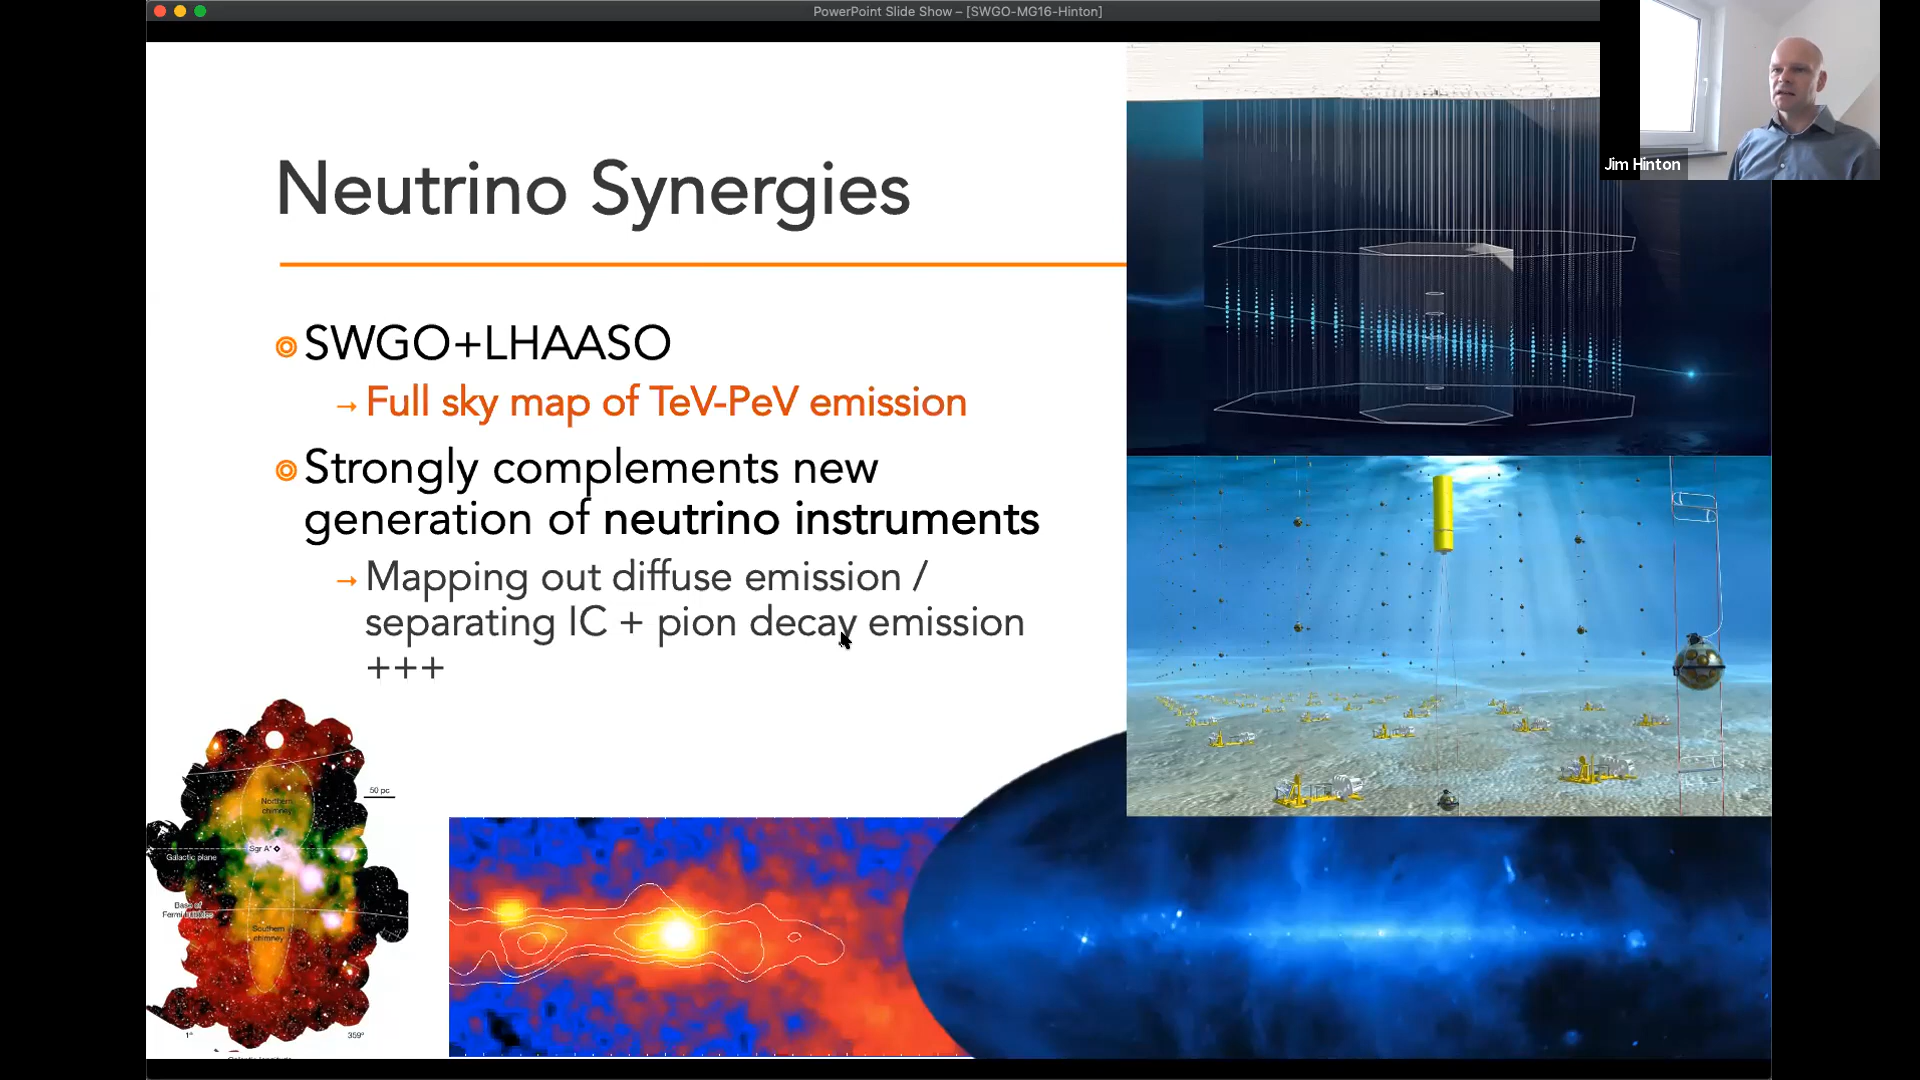 PowerPoint Slide Show – [SWGO-MG16-Hinton]
Jim Hinton
Neutrino Synergies
SWGO+LHAASO
→ Full sky map of TeV-PeV emission
Strongly complements new
generation of neutrino instruments
→ Mapping out diffuse emission /
separating IC + pion decay emission
+++
50 pc
Northern
chimney
Sgr A*
Galactic plane
Base of
Fermi bubbles
Southern
chimney
1°
359°